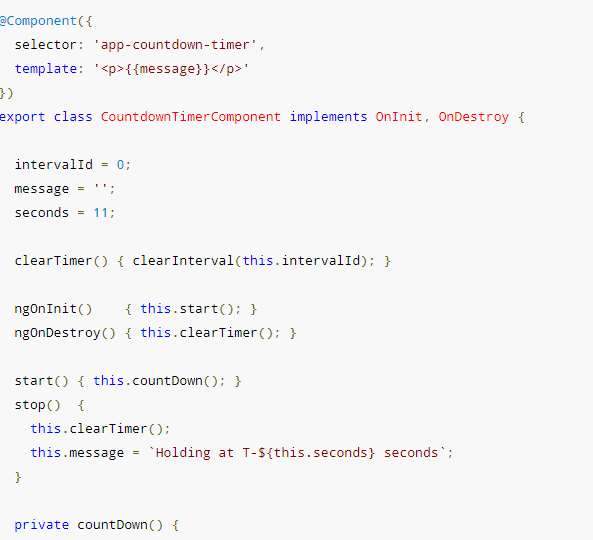 @Component({
  selector: 'app-countdown-timer',
  template: '<p>{{message}}</p>'
})
export class CountdownTimerComponent implements OnInit, OnDestroy {

  intervalId = 0;
  message = '';
  seconds = 11;

  clearTimer() { clearInterval(this.intervalId); }

  ngOnInit()    { this.start(); }
  ngOnDestroy() { this.clearTimer(); }

  start() { this.countDown(); }
  stop()  {
    this.clearTimer();
    this.message = `Holding at T-${this.seconds} seconds`;
  }

  private countDown() {